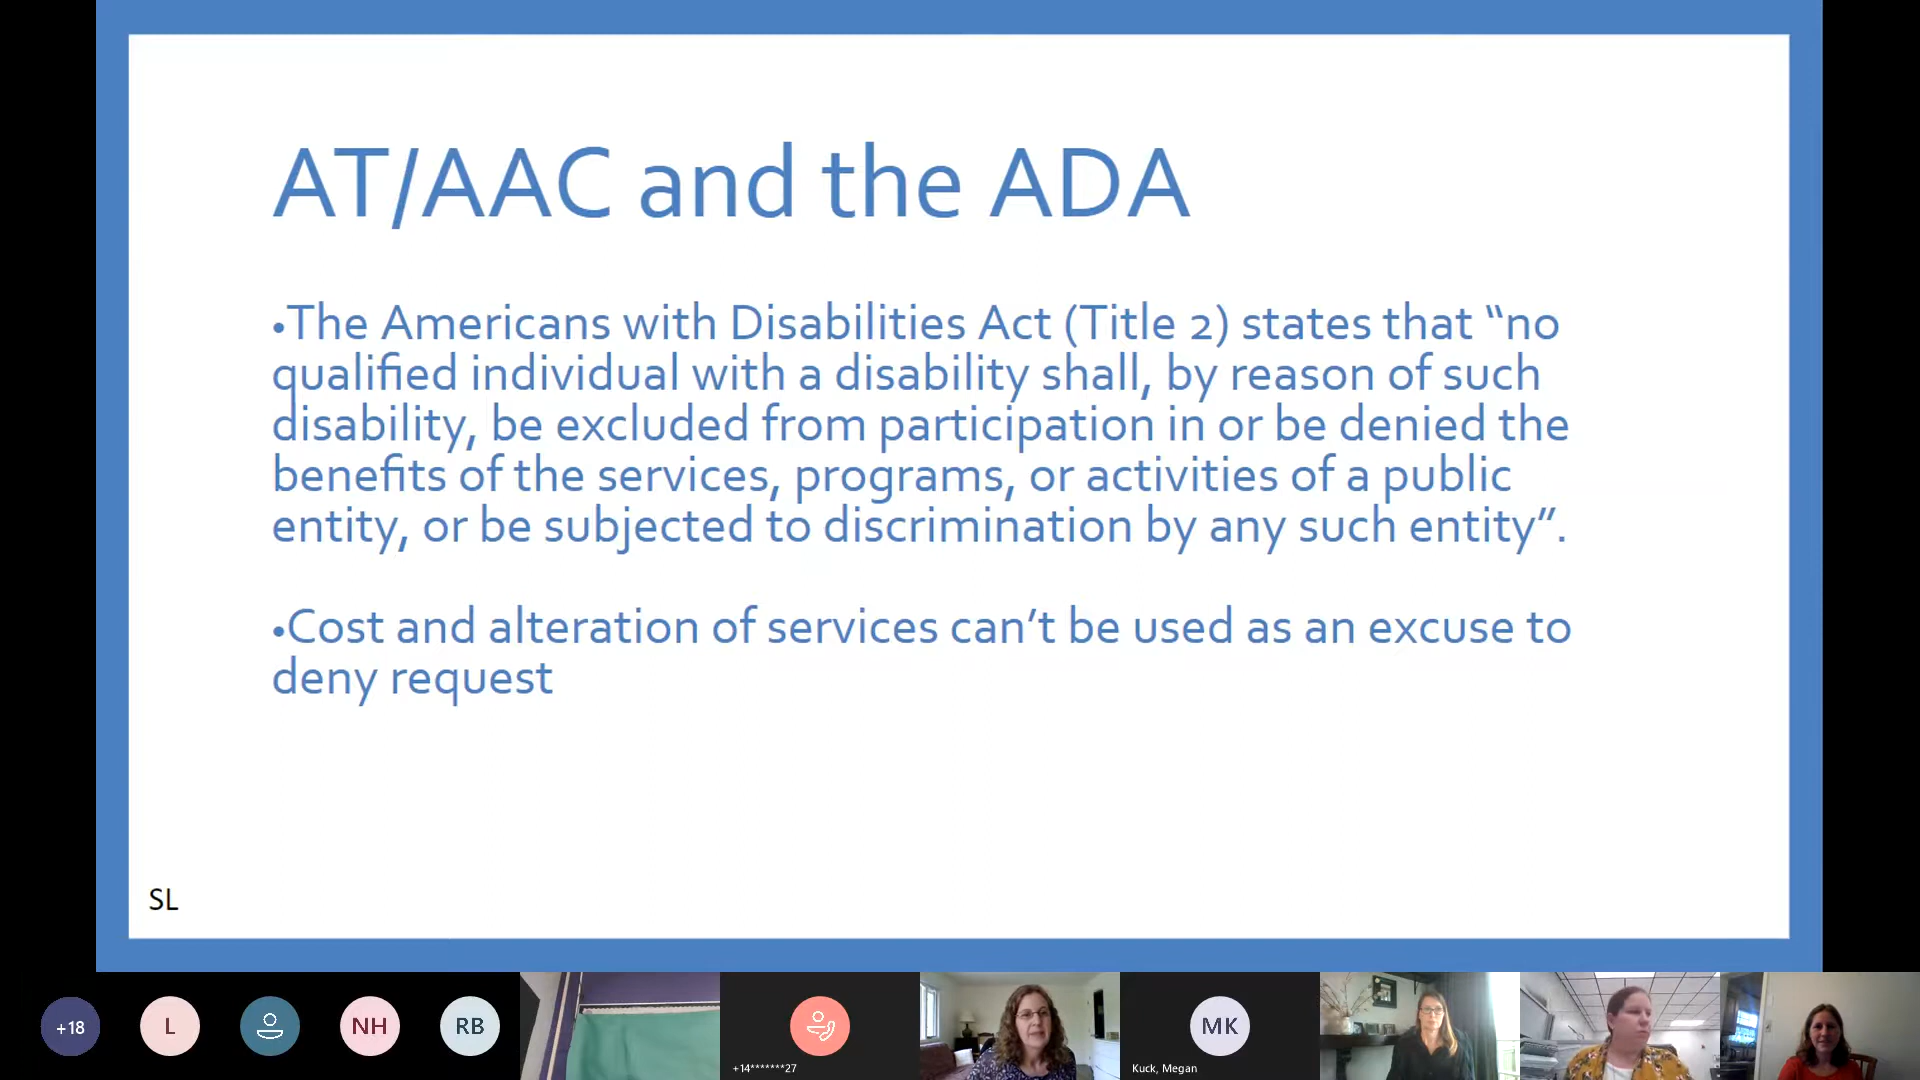 AT/AAC and the ADA
•The Americans with Disabilities Act (Title 2) states that “no
qualified individual with a disability shall, by reason of such
disability, be excluded from participation in or be denied the
benefits of the services, programs, or activities of a public
entity, or be subjected to discrimination by any such entity”.
•Cost and alteration of services can’t be used as an excuse to
deny request
SL
+18
L
NH
RB
+14*******27
MK
Kuck, Megan